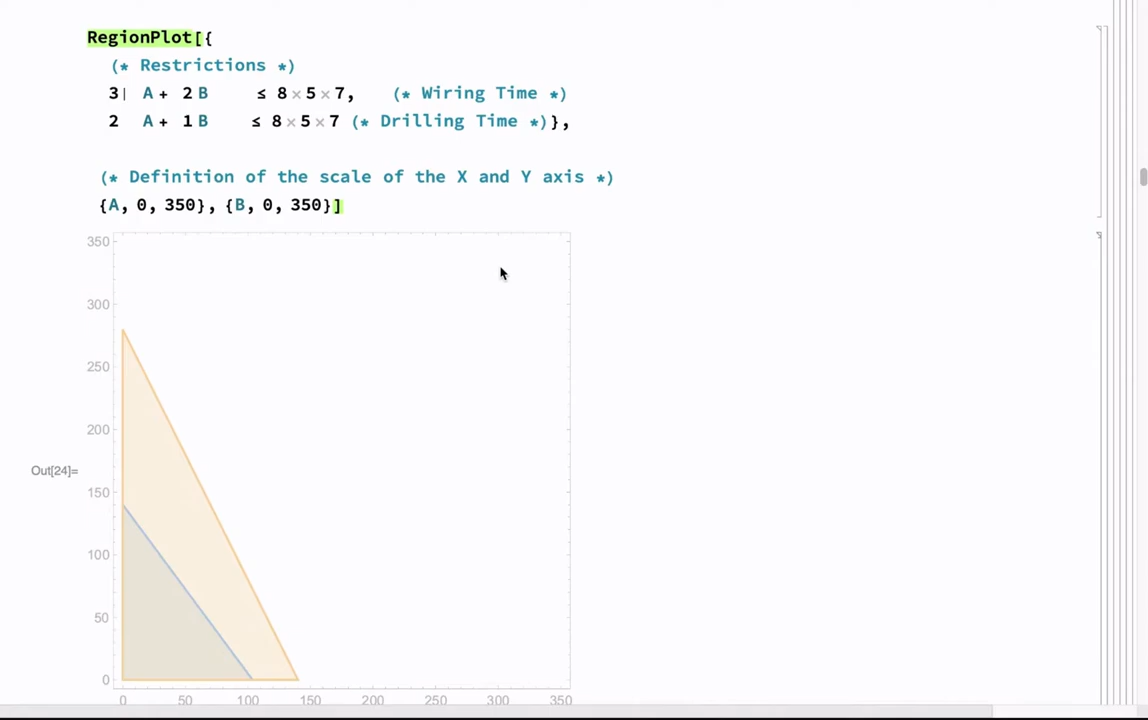 RegionPlot[{
(* Restrictions *)
3 A + 2 B ≤ 8 × 5 × 7, (* Wiring Time *)
2 A + 1 B ≤ 8 × 5 × 7 (* Drilling Time *)},
(* Definition of the scale of the X and Y axis *)
{A, 0, 350}, {B, 0, 350}]
350
300
250
200
Out[24]=
150
100
50
0
0 50 100 150 200 250 300 350